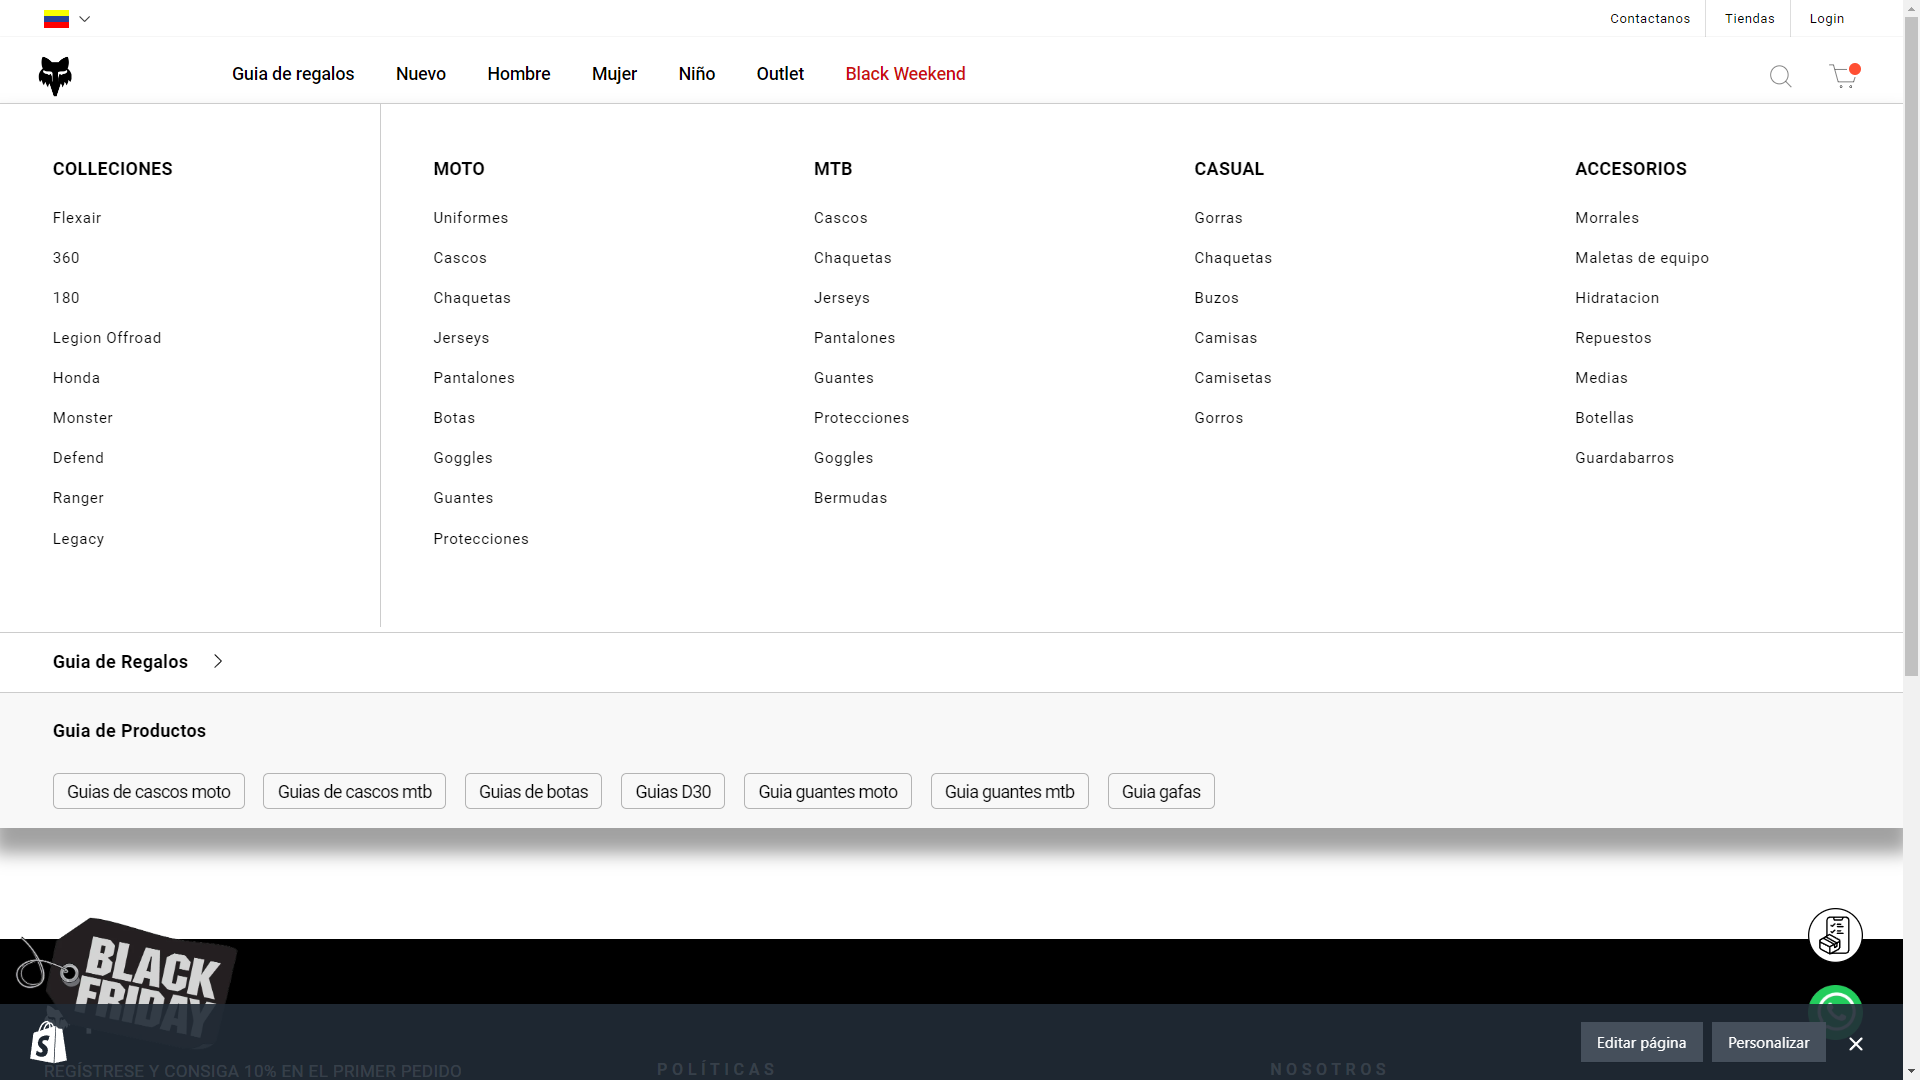 Contactanos
Tiendas
Login
Guia de regalos
Nuevo
Hombre
Mujer
Niño
Outlet
Black Weekend
COLLECIONES
Flexair
360
180
Legion Offroad
Honda
Monster
Defend
Ranger
Legacy
MOTO
Uniformes
Cascos
Chaquetas
Jerseys
Pantalones
Botas
Goggles
Guantes
Protecciones
MTB
Cascos
Chaquetas
Jerseys
Pantalones
Guantes
Protecciones
Goggles
Bermudas
CASUAL
Gorras
Chaquetas
Buzos
Camisas
Camisetas
Gorros
ACCESORIOS
Morrales
Maletas de equipo
Hidratacion
Repuestos
Medias
Botellas
Guardabarros
Guia de Regalos
Guia de Productos
Guias de cascos moto
Guias de cascos mtb
Guias de botas
Guias D30
Guia guantes moto
Guia guantes mtb
Guia gafas
BLACK
FRIDAY
Editar página
Personalizar
REGÍSTRESE Y CONSIGA 10% EN EL PRIMER PEDIDO
POLÍTICAS
NOSOTROS